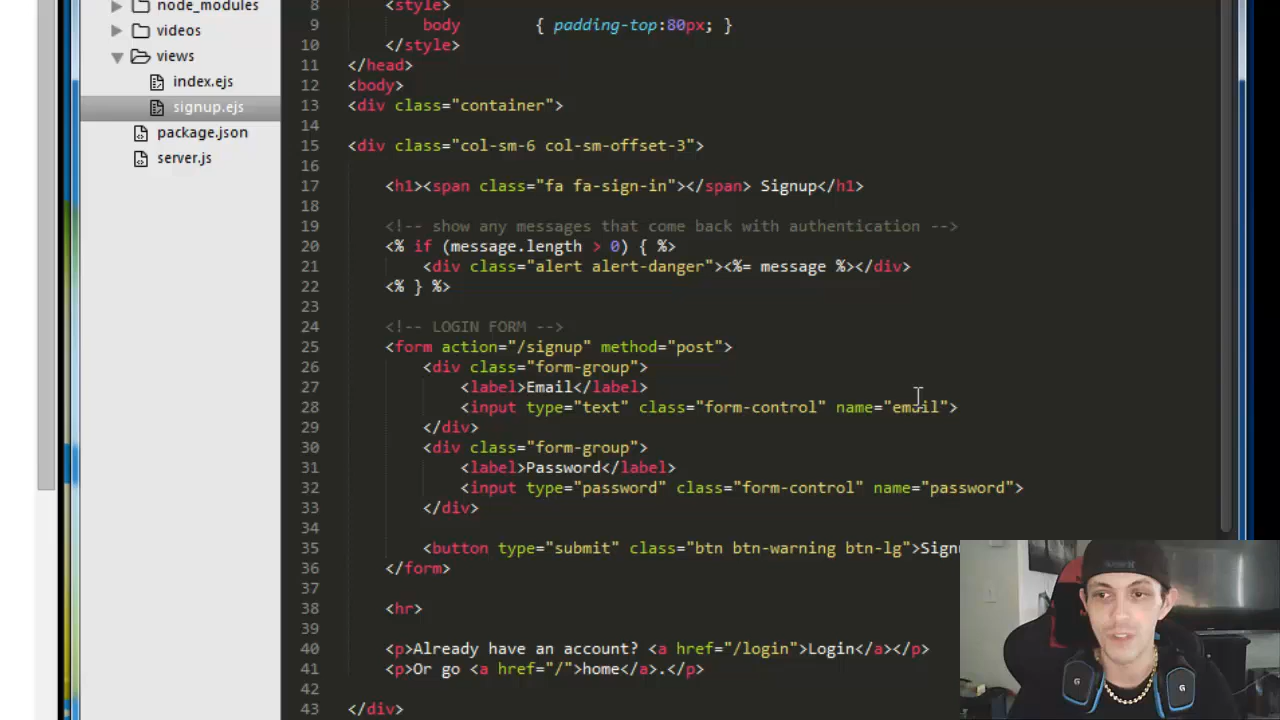 node_modules
videos
views
index.ejs
signup.ejs
package.json
server.js
8 <style>
9 body { padding-top:80px; }
10 </style>
11 </head>
12 <body>
13 <div class="container">
14
15 <div class="col-sm-6 col-sm-offset-3">
16
17 <h1><span class="fa fa-sign-in"></span> Signup</h1>
18
19 <!-- show any messages that come back with authentication -->
20 <% if (message.length > 0) { %>
21 <div class="alert alert-danger"><%= message %></div>
22 <% } %>
23
24 <!-- LOGIN FORM -->
25 <form action="/signup" method="post">
26 <div class="form-group">
27 <label>Email</label>
28 <input type="text" class="form-control" name="email">
29 </div>
30 <div class="form-group">
31 <label>Password</label>
32 <input type="password" class="form-control" name="password">
33 </div>
34
35 <button type="submit" class="btn btn-warning btn-lg">Sign
36 </form>
37
38 <hr>
39
40 <p>Already have an account? <a href="/login">Login</a></p>
41 <p>Or go <a href="/">home</a>.</p>
42
43 </div>